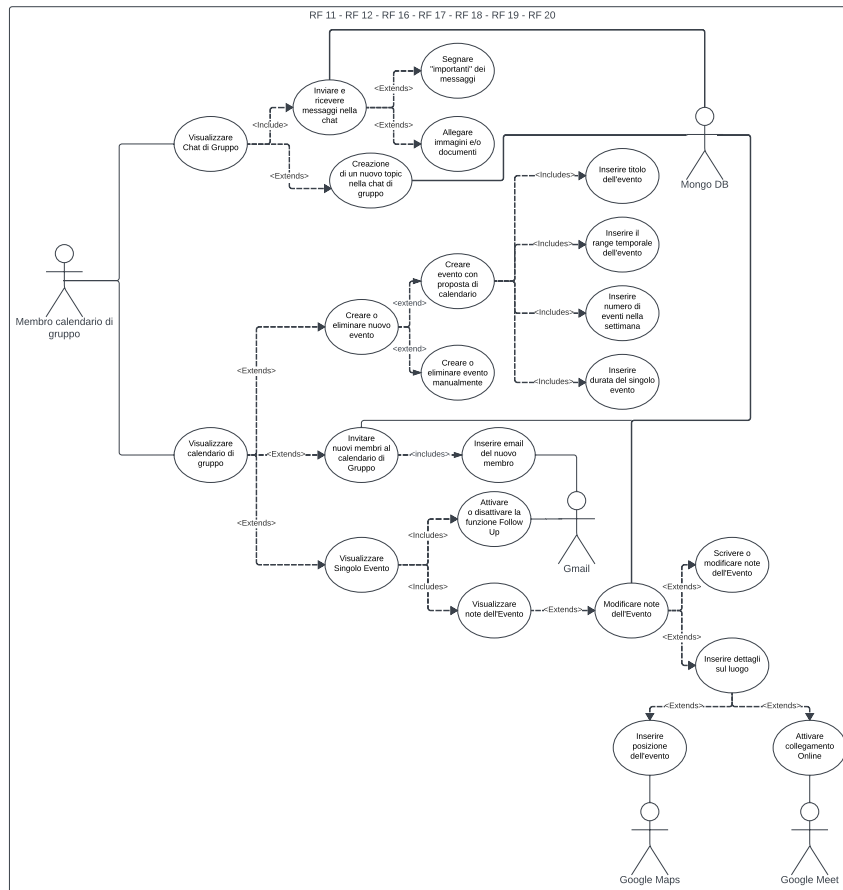 RF 11 - RF 12 - RF 16 - RF 17 - RF 18 - RF 19 - RF 20
Segnare
"importanti" dei
messaggi
<Extends>
Inviare e
ricevere
messaggi nella
chat
<Include>
<Extends>
Allegare
immagini e/o
documenti
Visualizzare
Chat di Gruppo
<Extends>
Creazione
di un nuovo topic
nella chat di
gruppo
Mongo DB
<Includes>
Inserire titolo
dell'evento
<Includes>
Inserire il
range temporale
dell'evento
Creare
evento con
proposta di
calendario
Membro calendario di
gruppo
<extend>
Creare o
eliminare nuovo
evento
<Includes>
Inserire
numero di
eventi nella
settimana
<extend>
Creare o
eliminare evento
manualmente
<Includes>
Inserire
durata del singolo
evento
<Extends>
Visualizzare
calendario di
gruppo
<Extends>
Invitare
nuovi membri al
calendario di
Gruppo
<includes>
Inserire email
del nuovo
membro
<Extends>
Attivare
o disattivare la
funzione Follow
Up
<Includes>
Gmail
Visualizzare
Singolo Evento
<Includes>
Visualizzare
note dell'Evento
<Extends>
Modificare note
dell'Evento
<Extends>
Scrivere o
modificare note
dell'Evento
<Extends>
Inserire dettagli
sul luogo
<Extends>
<Extends>
Inserire
posizione
dell'evento
Attivare
collegamento
Online
Google Maps
Google Meet